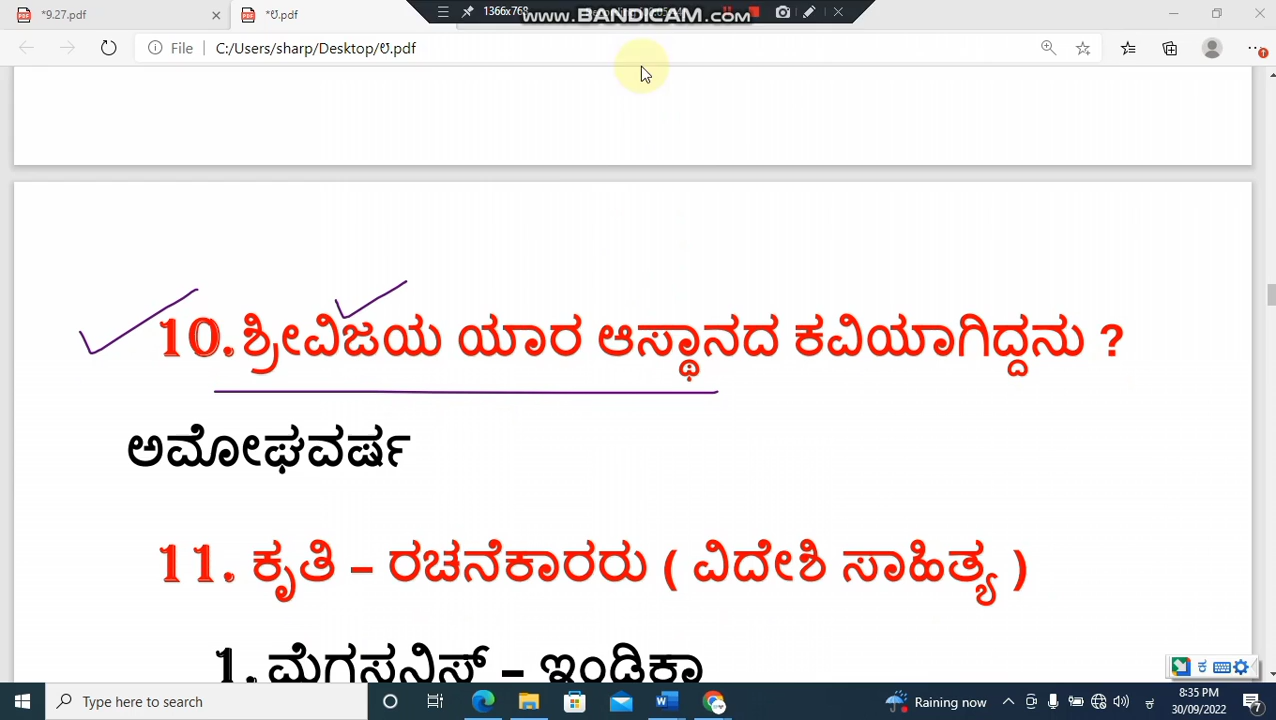 *9.27.pdf
*ಅ.pdf
1366x768
www.BANDICAM.com
File
C:/Users/sharp/Desktop/ಅ.pdf
10. ಶ್ರೀವಿಜಯ ಯಾರ ಆಸ್ಥಾನದ ಕವಿಯಾಗಿದ್ದನು ?
ಅಮೋಘವರ್ಷ
11. ಕೃತಿ – ರಚನೆಕಾರರು ( ವಿದೇಶಿ ಸಾಹಿತ್ಯ )
1. ಮೆಗಸ್ತನಿಸ್ – ಇಂಡಿಕಾ
ಕ
Type here to search
Raining now
8:35 PM
30/09/2022
7